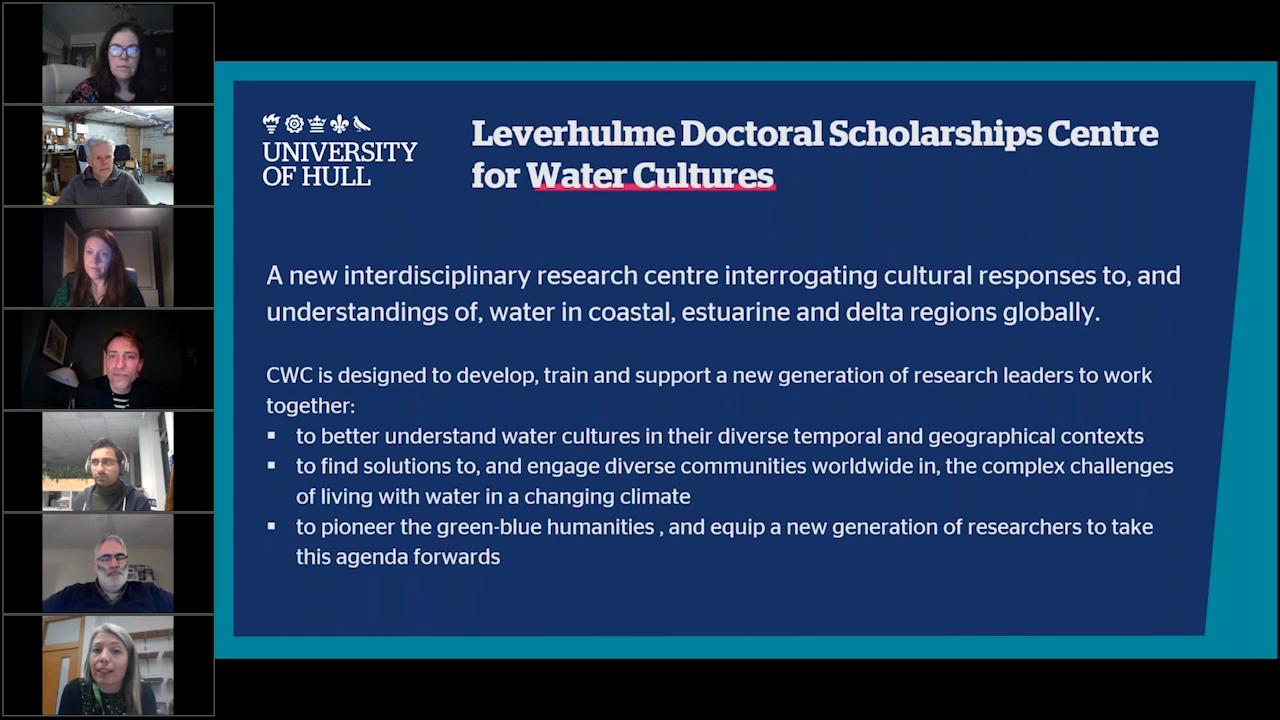 UNIVERSITY
OF HULL
Leverhulme Doctoral Scholarships Centre
for Water Cultures
A new interdisciplinary research centre interrogating cultural responses to, and
understandings of, water in coastal, estuarine and delta regions globally.
CWC is designed to develop, train and support a new generation of research leaders to work
together:
▪ to better understand water cultures in their diverse temporal and geographical contexts
▪ to find solutions to, and engage diverse communities worldwide in, the complex challenges
of living with water in a changing climate
▪ to pioneer the green-blue humanities , and equip a new generation of researchers to take
this agenda forwards